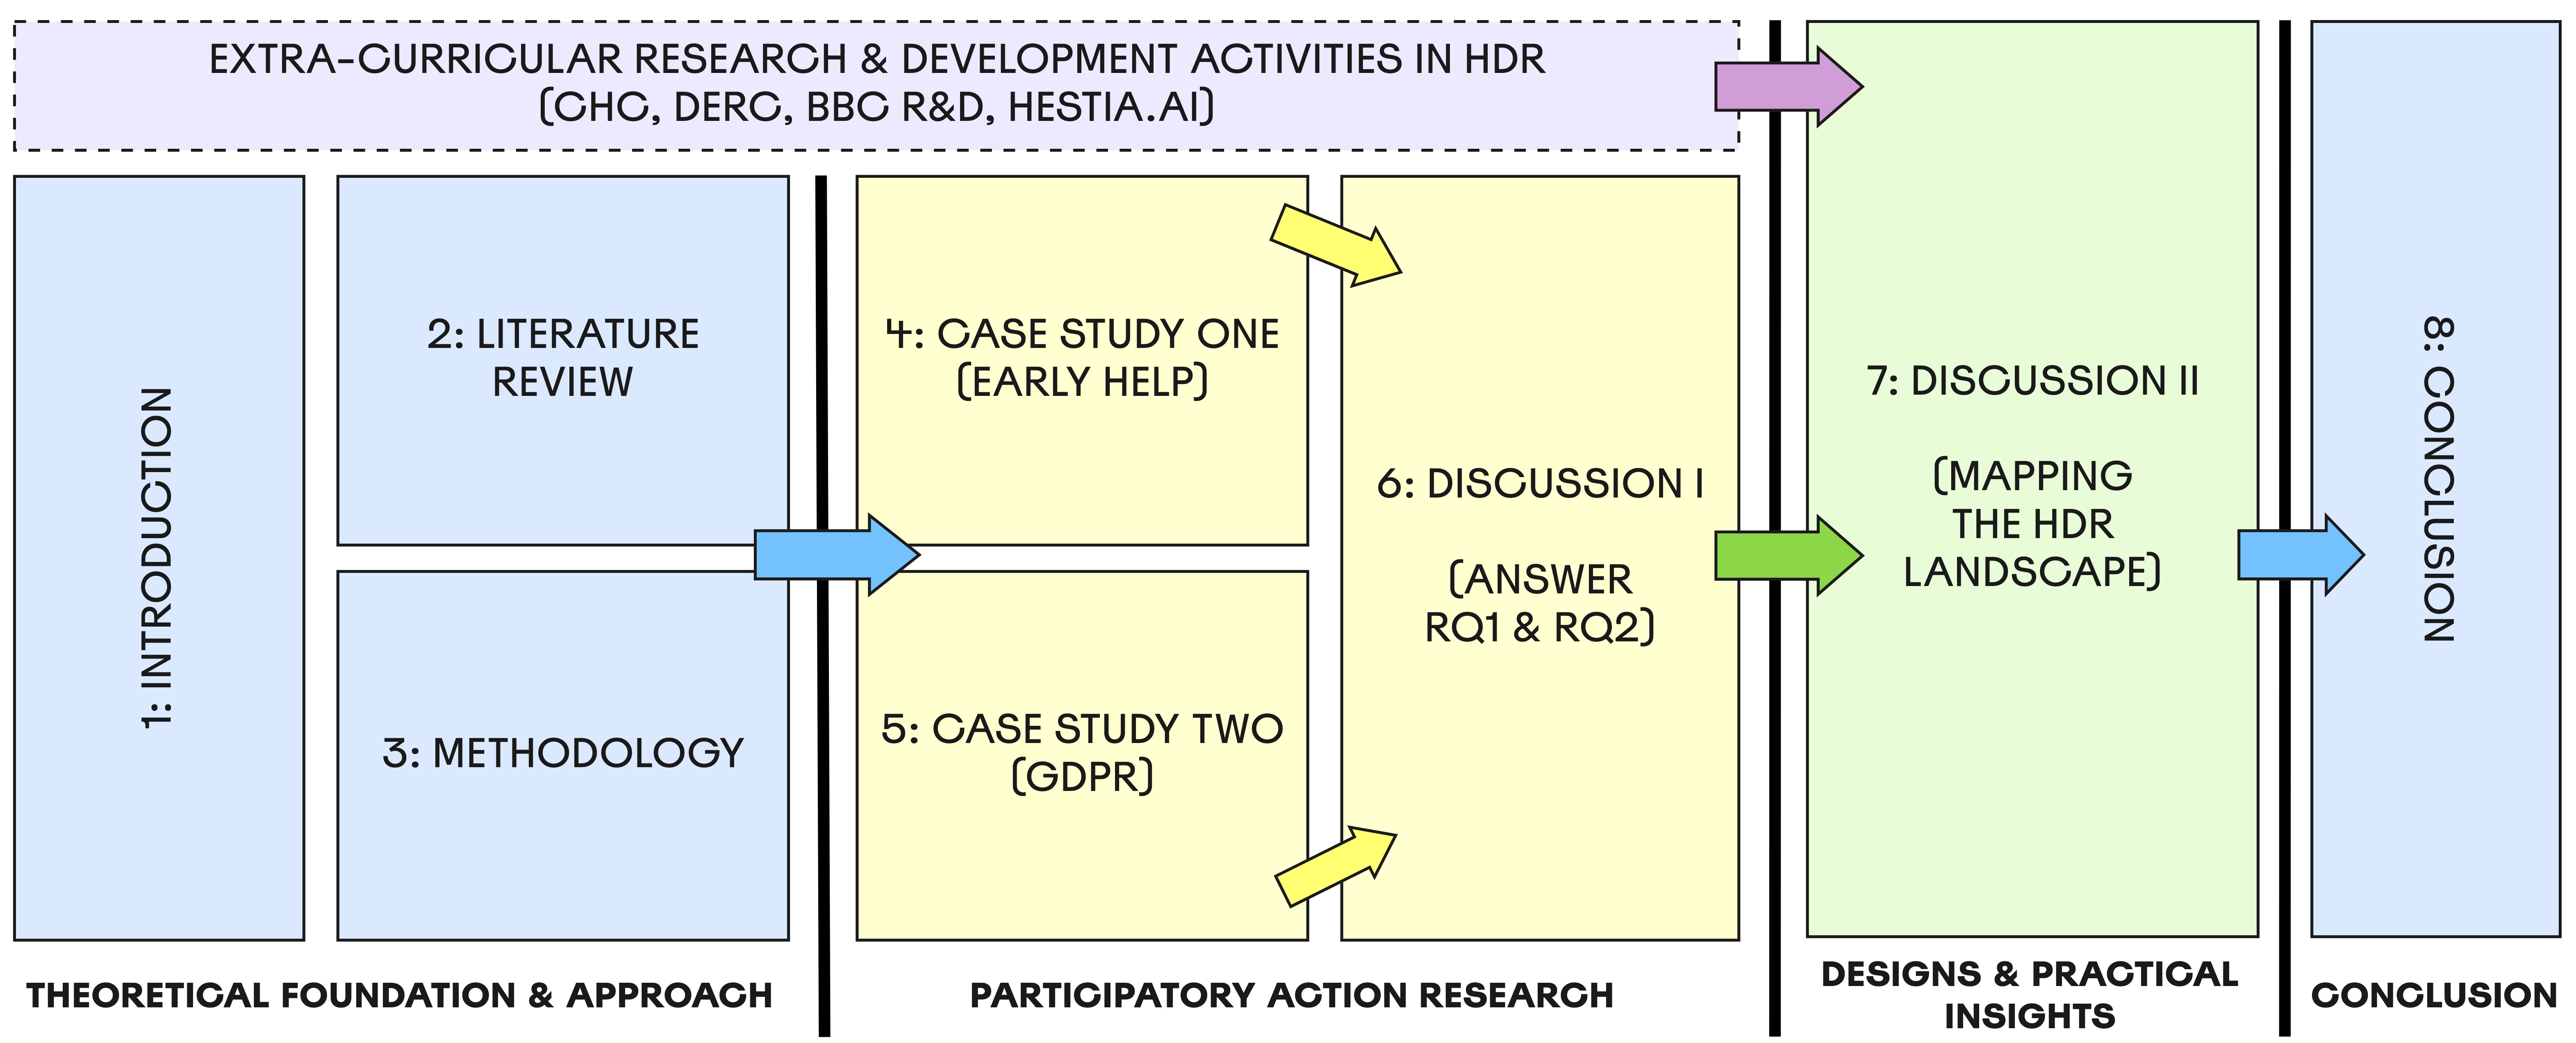 EXTRA-CURRICULAR RESEARCH & DEVELOPMENT ACTIVITIES IN HDR
(CHC, DERC, BBC R&D, HESTIA.AI)
1: INTRODUCTION
2: LITERATURE
REVIEW
3: METHODOLOGY
4: CASE STUDY ONE
(EARLY HELP)
5: CASE STUDY TWO
(GDPR)
6: DISCUSSION I
(ANSWER
RQ1 & RQ2)
7: DISCUSSION II
(MAPPING
THE HDR
LANDSCAPE)
8: CONCLUSION
THEORETICAL FOUNDATION & APPROACH
PARTICIPATORY ACTION RESEARCH
DESIGNS & PRACTICAL
INSIGHTS
CONCLUSION